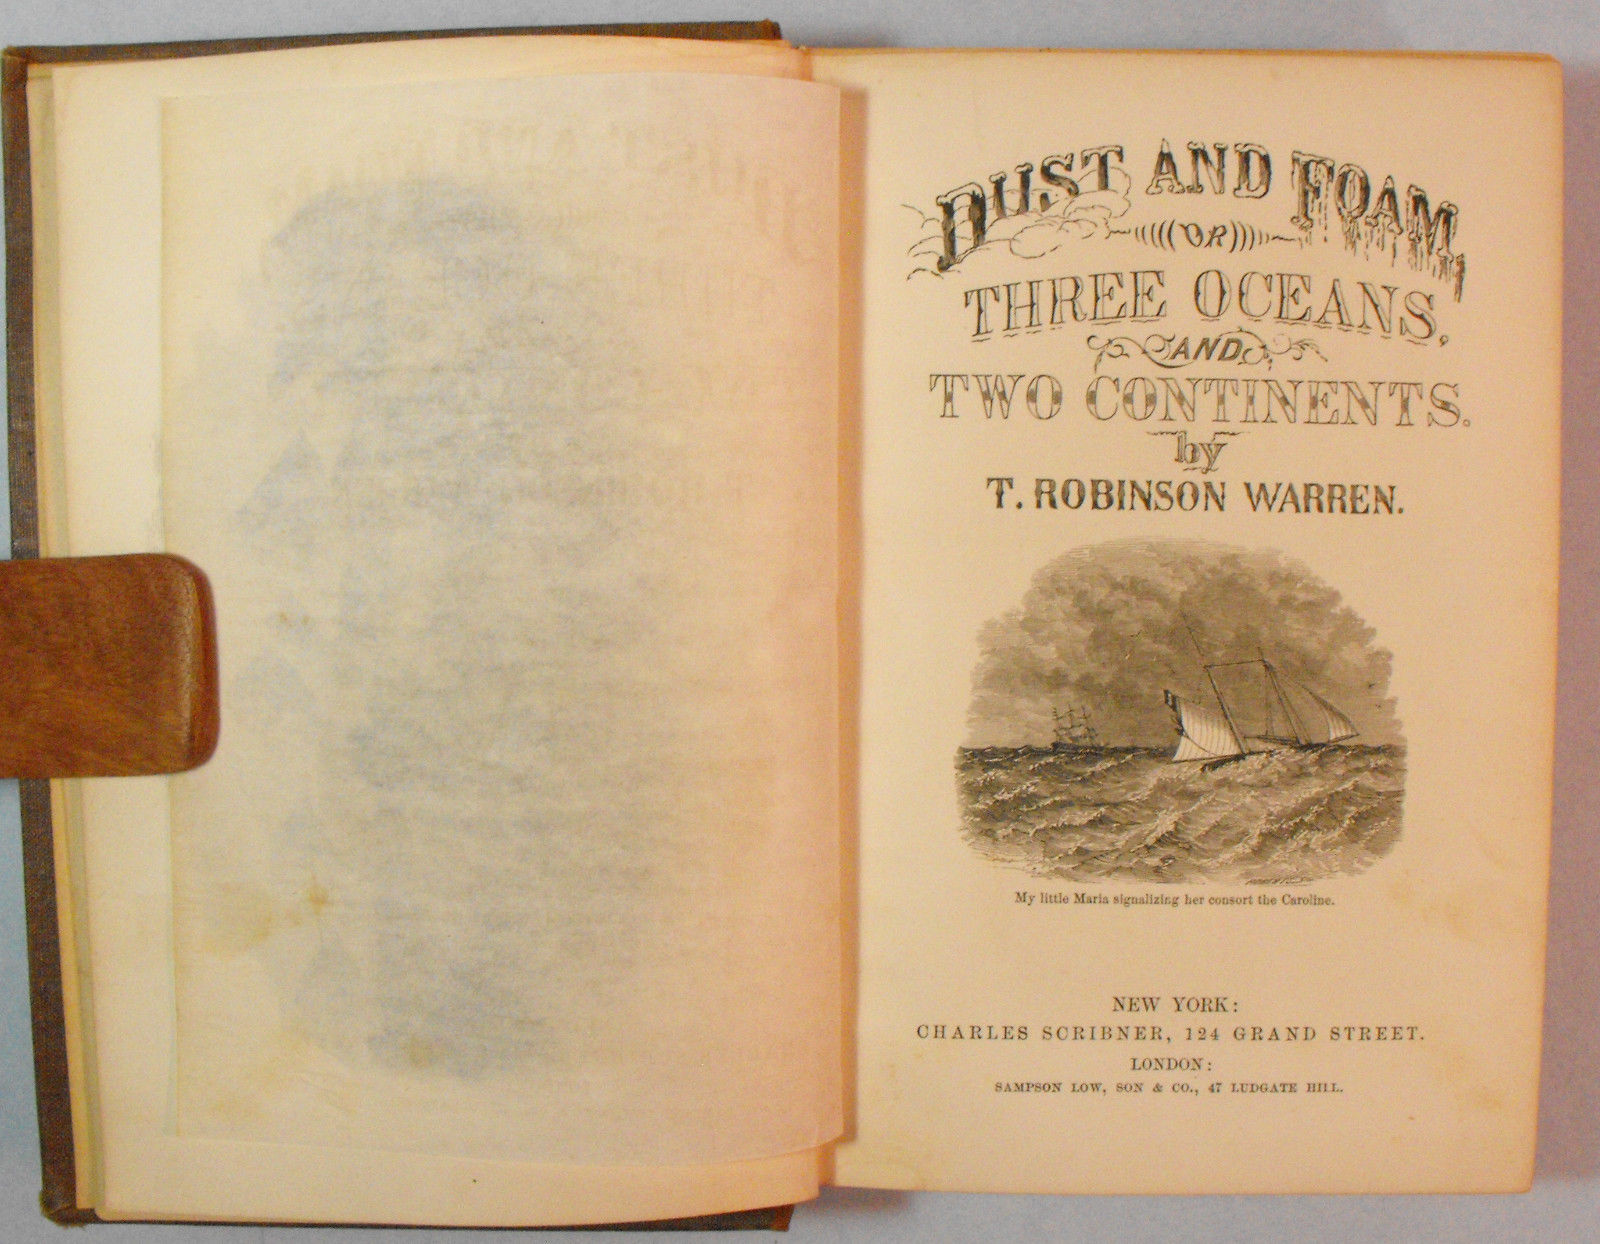 DUST AND FOAM,
OR
THREE OCEANS,
AND
TWO CONTINENTS.
by
T. ROBINSON WARREN.
My little Maria signalizing her consort the Caroline.
NEW YORK:
CHARLES SCRIBNER, 124 GRAND STREET.
LONDON:
SAMPSON LOW, SON & CO., 47 LUDGATE HILL.